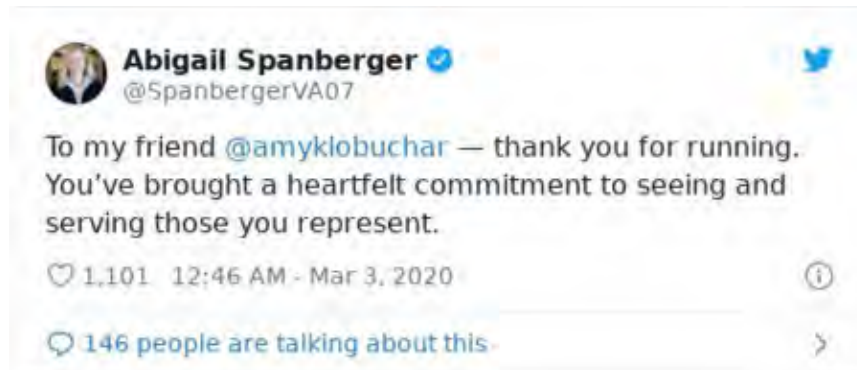 Abigail Spanberger
@SpanbergerVA07
To my friend @amyklobuchar — thank you for running.
You’ve brought a heartfelt commitment to seeing and
serving those you represent.
1,101 12:46 AM - Mar 3, 2020
146 people are talking about this